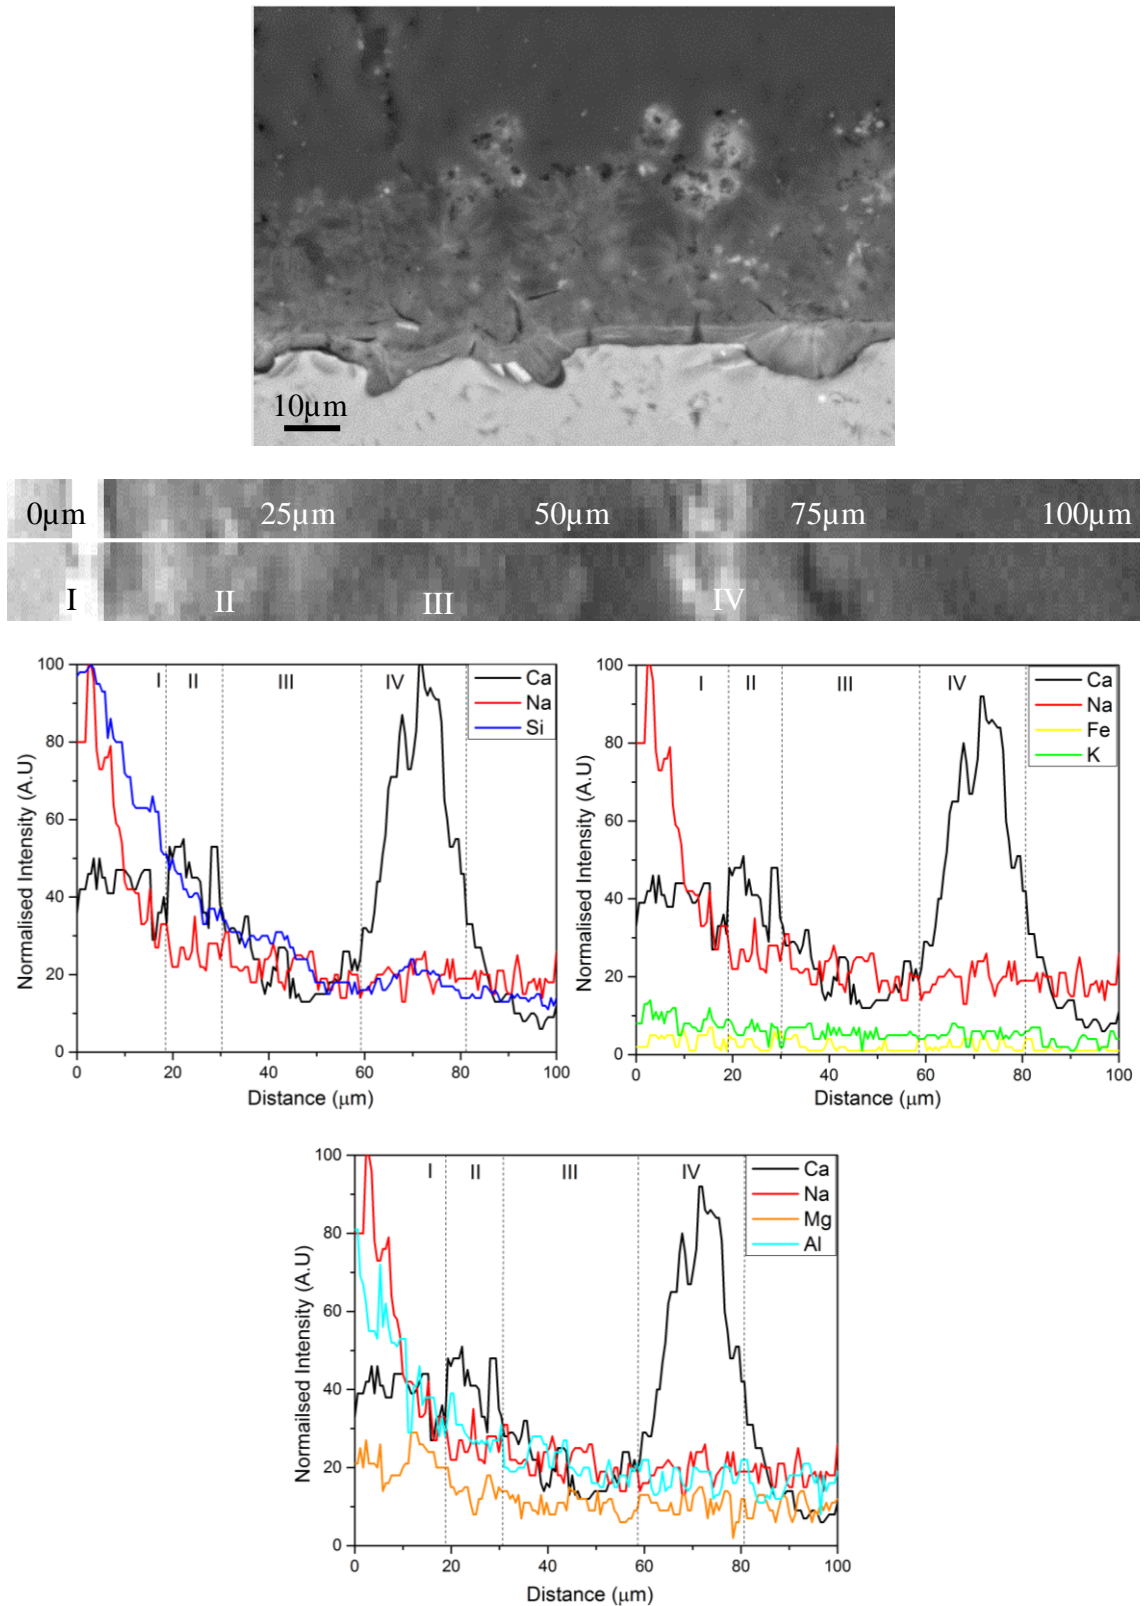 10µm
0µm 25µm 50µm 75µm 100µm
I II III IV
100
80
60
40
20
0
Normalised Intensity (A.U)
I II III IV
Ca
Na
Si
0 20 40 60 80 100
Distance (µm)
100
80
60
40
20
0
Normalised Intensity (A.U)
I II III IV
Ca
Na
Fe
K
0 20 40 60 80 100
Distance (µm)
100
80
60
40
20
0
Normailsed Intensity (A.U)
I II III IV
Ca
Na
Mg
Al
0 20 40 60 80 100
Distance (µm)